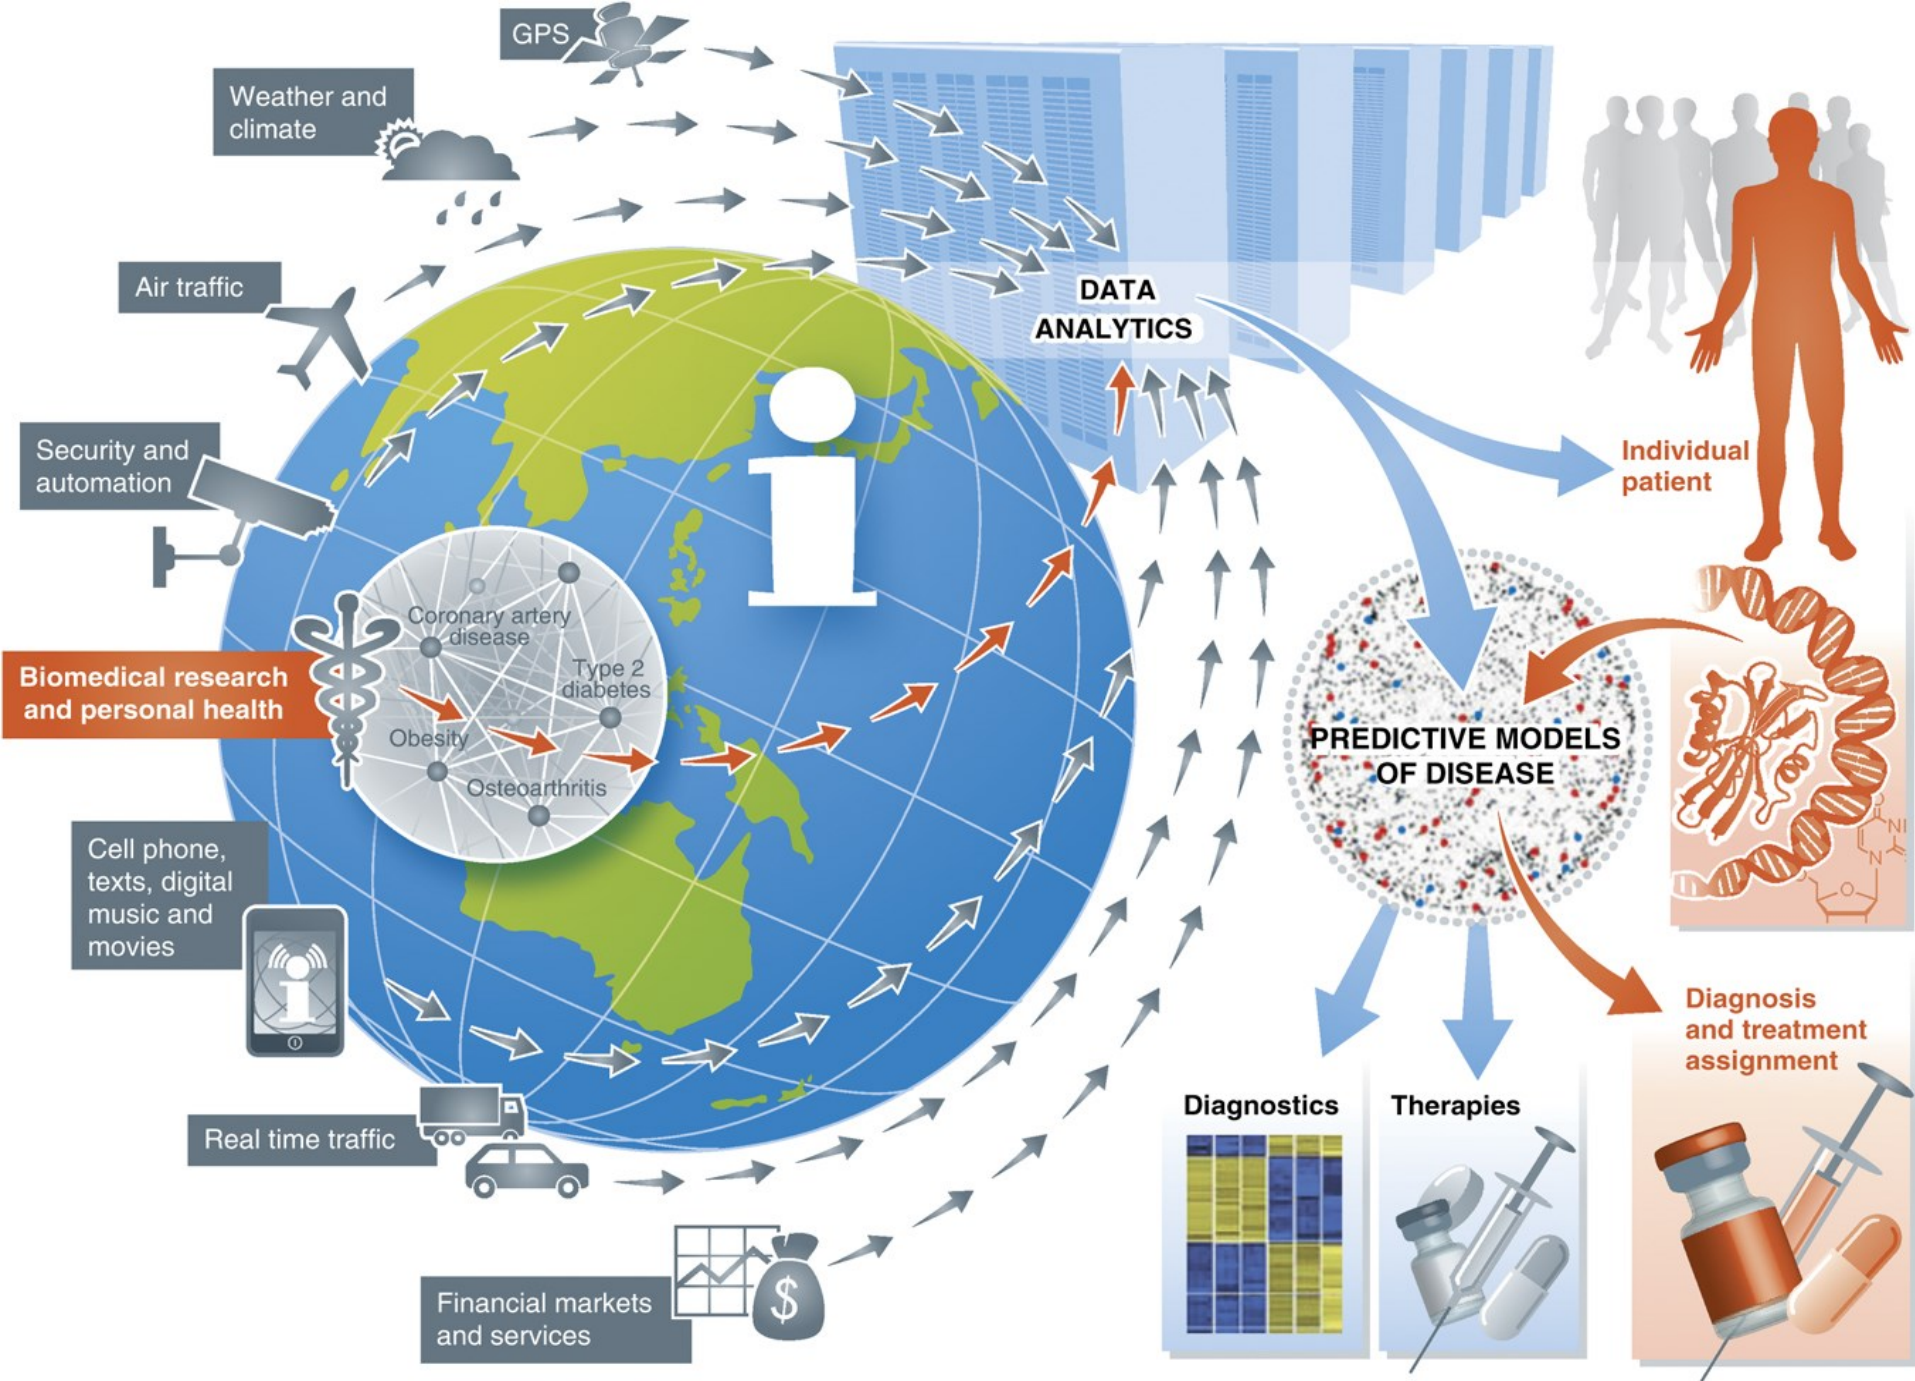 GPS
Weather and
climate
Air traffic
Security and
automation
Biomedical research
and personal health
Coronary artery
disease
Type 2
diabetes
Obesity
Osteoarthritis
Cell phone,
texts, digital
music and
movies
Real time traffic
Financial markets
and services
$
i
i
DATA
ANALYTICS
Individual
patient
PREDICTIVE MODELS
OF DISEASE
N
N
O
Diagnosis
and treatment
assignment
Diagnostics
Therapies